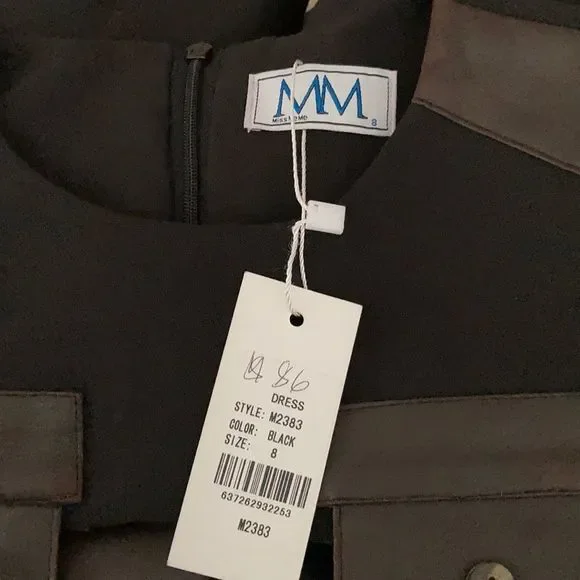 MM
8
86
DRESS
STYLE: M2383
COLOR: BLACK
SIZE: 8
637262932253
M2383